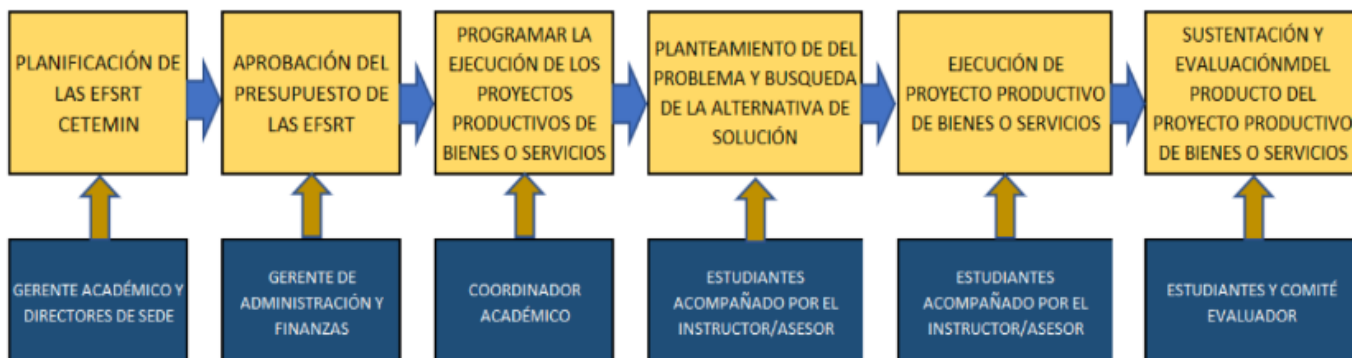 PLANIFICACIÓN DE
LAS EFSRT
CETEMIN
APROBACIÓN DEL
PRESUPUESTO DE
LAS EFSRT
PROGRAMAR LA
EJECUCIÓN DE LOS
PROYECTOS
PRODUCTIVOS DE
BIENES O SERVICIOS
PLANTEAMIENTO DE DEL
PROBLEMA Y BUSQUEDA
DE LA ALTERNATIVA DE
SOLUCIÓN
EJECUCIÓN DE
PROYECTO PRODUCTIVO
DE BIENES O SERVICIOS
SUSTENTACIÓN Y
EVALUACIÓNMDEL
PRODUCTO DEL
PROYECTO PRODUCTIVO
DE BIENES O SERVICIOS
GERENTE ACADÉMICO Y
DIRECTORES DE SEDE
GERENTE DE
ADMINISTRACIÓN Y
FINANZAS
COORDINADOR
ACADÉMICO
ESTUDIANTES
ACOMPAÑADO POR EL
INSTRUCTOR/ASESOR
ESTUDIANTES
ACOMPAÑADO POR EL
INSTRUCTOR/ASESOR
ESTUDIANTES Y COMITÉ
EVALUADOR